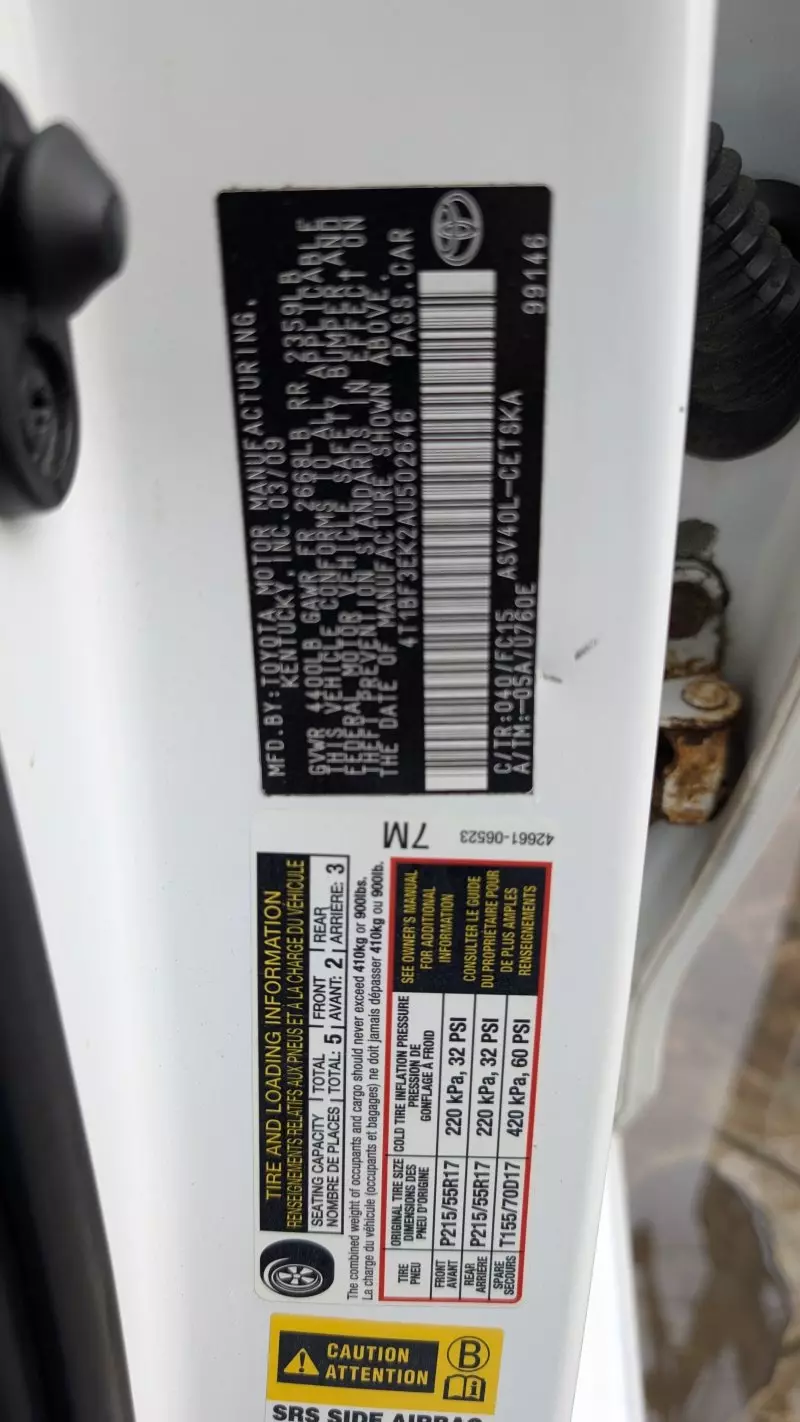 MFD.BY:TOYOTA MOTOR MANUFACTURING,
KENTUCKY, INC. 03/09
GVWR 4400LB GAWR FR 2668LB RR 2359LB
THIS VEHICLE CONFORMS TO ALL APPLICABLE
FEDERAL MOTOR VEHICLE SAFETY, BUMPER AND
THEFT PREVENTION STANDARDS IN EFFECT ON
THE DATE OF MANUFACTURE SHOWN ABOVE.
4T1BF3EK2AU502646 PASS.CAR
C/TR:040/FC15 ASV40L-CETSKA
A/TM:-05A/U760E 99146
7M
42661-06523
TIRE AND LOADING INFORMATION
RENSEIGNEMENTS RELATIFS AUX PNEUS ET À LA CHARGE DU VÉHICULE
SEATING CAPACITY TOTAL FRONT REAR
NOMBRE DE PLACES TOTAL: 5 AVANT: 2 ARRIÈRE: 3
The combined weight of occupants and cargo should never exceed 410kg or 900lbs.
La charge du véhicule (occupants et bagages) ne doit jamais dépasser 410kg ou 900lb.
TIRE
PNEU
ORIGINAL TIRE SIZE
DIMENSIONS DES
PNEU D'ORIGINE
COLD TIRE INFLATION PRESSURE
PRESSION DE
GONFLAGE À FROID
FRONT
AVANT
P215/55R17 220 kPa, 32 PSI
REAR
ARRIÈRE
P215/55R17 220 kPa, 32 PSI
SPARE
SECOURS
T155/70D17 420 kPa, 60 PSI
SEE OWNER'S MANUAL
FOR ADDITIONAL
INFORMATION
CONSULTER LE GUIDE
DU PROPRIÉTAIRE POUR
DE PLUS AMPLES
RENSEIGNEMENTS
CAUTION
ATTENTION
B
SRS SIDE AIRBAG